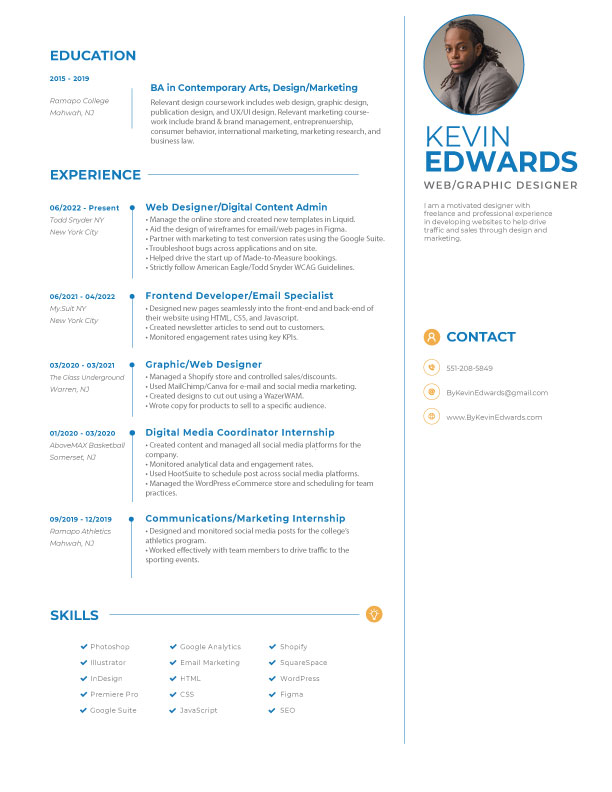 EDUCATION
2015 - 2019
Ramapo College
Mahwah, NJ
BA in Contemporary Arts, Design/Marketing
Relevant design coursework includes web design, graphic design,
publication design, and UX/UI design. Relevant marketing course-
work include brand & brand management, entreprenuership,
consumer behavior, international marketing, marketing research, and
business law.
EXPERIENCE
06/2022 - Present
Todd Snyder NY
New York City
Web Designer/Digital Content Admin
• Manage the online store and created new templates in Liquid.
• Aid the design of wireframes for email/web pages in Figma.
• Partner with marketing to test conversion rates using the Google Suite.
• Troubleshoot bugs across applications and on site.
• Helped drive the start up of Made-to-Measure bookings.
• Strictly follow American Eagle/Todd Snyder WCAG Guidelines.
06/2021 - 04/2022
My.Suit NY
New York City
Frontend Developer/Email Specialist
• Designed new pages seamlessly into the front-end and back-end of
their website using HTML, CSS, and Javascript.
• Created newsletter articles to send out to customers.
• Monitored engagement rates using key KPIs.
03/2020 - 03/2021
The Glass Underground
Warren, NJ
Graphic/Web Designer
• Managed a Shopify store and controlled sales/discounts.
• Used MailChimp/Canva for e-mail and social media marketing.
• Created designs to cut out using a WazerWAM.
• Wrote copy for products to sell to a specific audience.
01/2020 - 03/2020
AboveMAX Basketball
Somerset, NJ
Digital Media Coordinator Internship
• Created content and managed all social media platforms for the
company.
• Monitored analytical data and engagement rates.
• Used HootSuite to schedule post across social media platforms.
• Managed the WordPress eCommerce store and scheduling for team
practices.
09/2019 - 12/2019
Ramapo Athletics
Mahwah, NJ
Communications/Marketing Internship
• Designed and monitored social media posts for the college's
athletics program.
• Worked effectively with team members to drive traffic to the
sporting events.
SKILLS
Photoshop
Illustrator
InDesign
Premiere Pro
Google Suite
Google Analytics
Email Marketing
HTML
CSS
JavaScript
Shopify
SquareSpace
WordPress
Figma
SEO
KEVIN
EDWARDS
WEB/GRAPHIC DESIGNER
I am a motivated designer with
freelance and professional experience
in developing websites to help drive
traffic and sales through design and
marketing.
CONTACT
551-208-5849
ByKevinEdwards@gmail.com
www.ByKevinEdwards.com